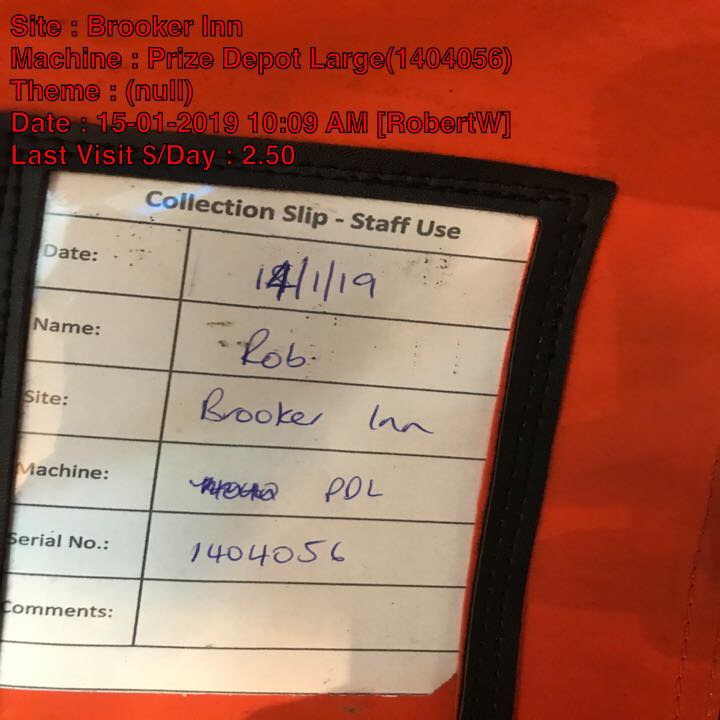 Site : Brooker Inn
Machine : Prize Depot Large(1404056)
Theme : (null)
Date : 15-01-2019 10:09 AM [RobertW]
Last Visit $/Day : 2.50
Collection Slip - Staff Use
Date: 14/1/19
Name: Rob
Site: Brooker Inn
Machine: PDL
Serial No.: 1404056
Comments: